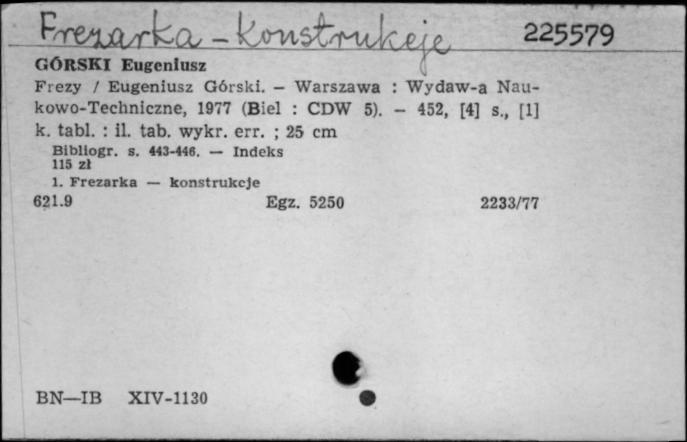 Frezarka - konstrukcje 225579
GÓRSKI Eugeniusz
Frezy / Eugeniusz Górski. — Warszawa : Wydaw-a Nau-
kowo-Techniczne, 1977 (Biel : CDW 5). — 452, [4] s., [1]
k. tabl. : il. tab. wykr. err. ; 25 cm
Bibliogr. s. 443-446. — Indeks
115 zł
1. Frezarka — konstrukcje
621.9 Egz. 5250 2233/77
BN—IB XIV-1130